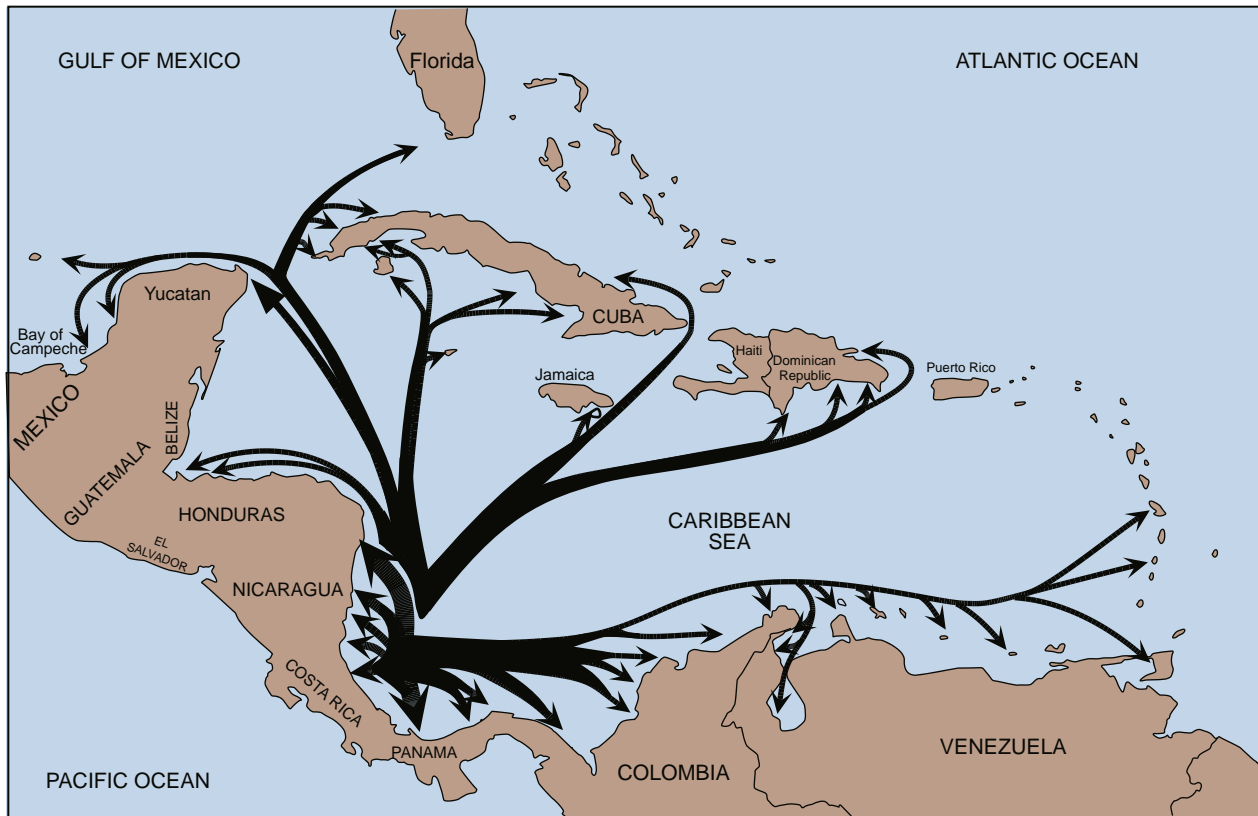 GULF OF MEXICO
Florida
ATLANTIC OCEAN
Yucatan
Bay of
Campeche
CUBA
Haiti
Dominican
Republic
Puerto Rico
Jamaica
MEXICO
BELIZE
GUATEMALA
HONDURAS
EL
SALVADOR
CARIBBEAN
SEA
NICARAGUA
COSTA RICA
PANAMA
COLOMBIA
VENEZUELA
PACIFIC OCEAN